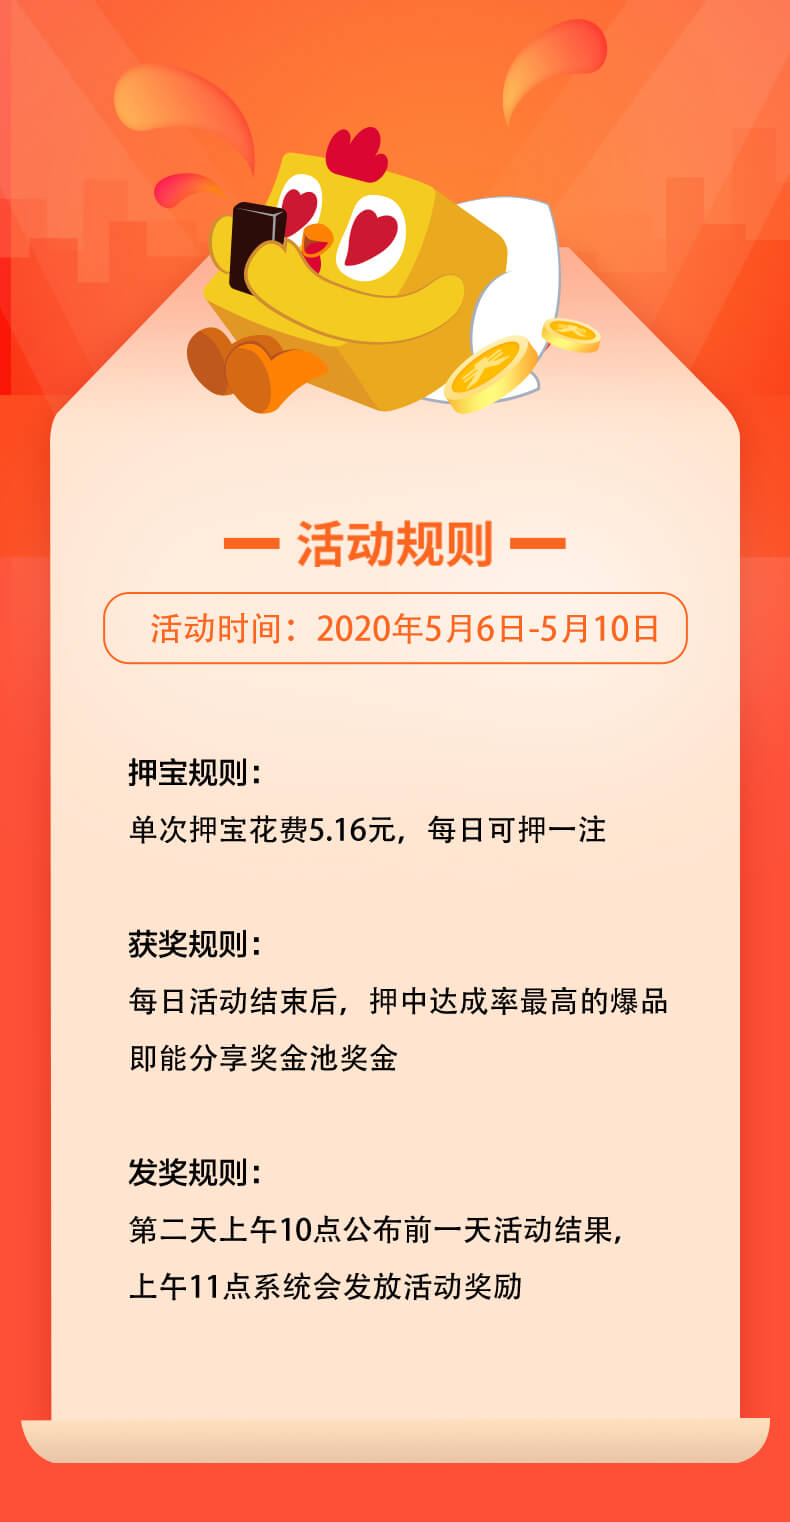 活动规则
活动时间：2020年5月6日-5月10日
押宝规则：
单次押宝花费5.16元，每日可押一注
获奖规则：
每日活动结束后，押中达成率最高的爆品
即能分享奖金池奖金
发奖规则：
第二天上午10点公布前一天活动结果，
上午11点系统会发放活动奖励